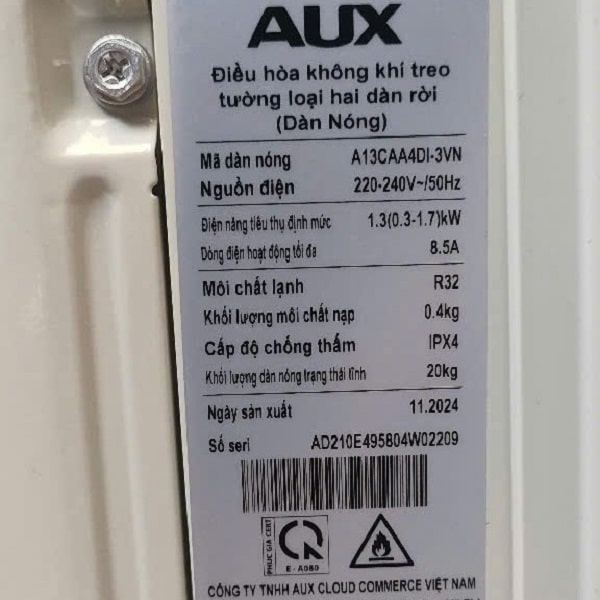 AUX
Điều hòa không khí treo
tường loại hai dàn rời
(Dàn Nóng)
Mã dàn nóng A13CAA4DI-3VN
Nguồn điện 220-240V~/50Hz
Điện năng tiêu thụ định mức 1.3(0.3-1.7)kW
Dòng điện hoạt động tối đa 8.5A
Môi chất lạnh R32
Khối lượng môi chất nạp 0.4kg
Cấp độ chống thấm IPX4
Khối lượng dàn nóng trạng thái tĩnh 20kg
Ngày sản xuất 11.2024
Số seri AD210E495804W02209
PHUC GIA CERT
E - A060
CÔNG TY TNHH AUX CLOUD COMMERCE VIỆT NAM